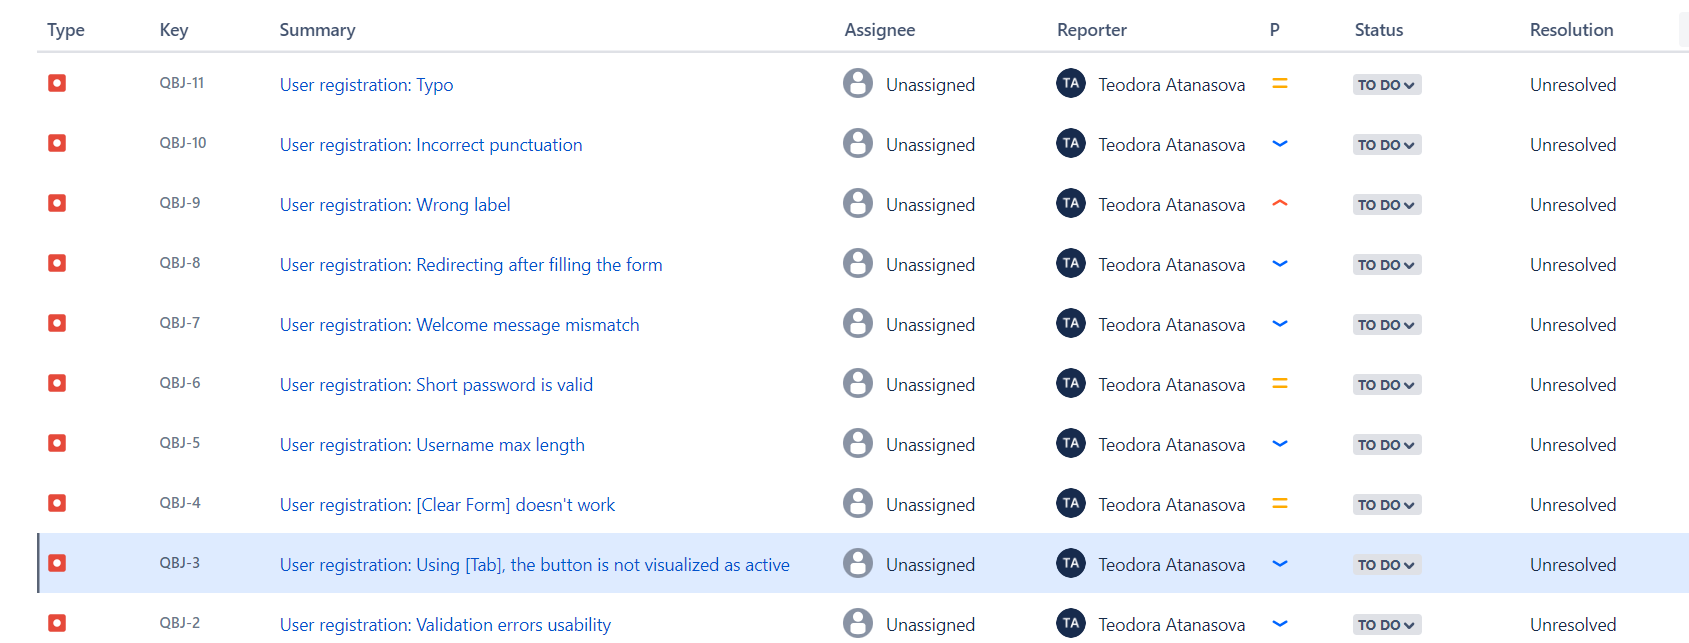 Type Key Summary Assignee Reporter P Status Resolution
QBJ-11 User registration: Typo Unassigned TA Teodora Atanasova TO DO Unresolved
QBJ-10 User registration: Incorrect punctuation Unassigned TA Teodora Atanasova TO DO Unresolved
QBJ-9 User registration: Wrong label Unassigned TA Teodora Atanasova TO DO Unresolved
QBJ-8 User registration: Redirecting after filling the form Unassigned TA Teodora Atanasova TO DO Unresolved
QBJ-7 User registration: Welcome message mismatch Unassigned TA Teodora Atanasova TO DO Unresolved
QBJ-6 User registration: Short password is valid Unassigned TA Teodora Atanasova TO DO Unresolved
QBJ-5 User registration: Username max length Unassigned TA Teodora Atanasova TO DO Unresolved
QBJ-4 User registration: [Clear Form] doesn't work Unassigned TA Teodora Atanasova TO DO Unresolved
QBJ-3 User registration: Using [Tab], the button is not visualized as active Unassigned TA Teodora Atanasova TO DO Unresolved
QBJ-2 User registration: Validation errors usability Unassigned TA Teodora Atanasova TO DO Unresolved